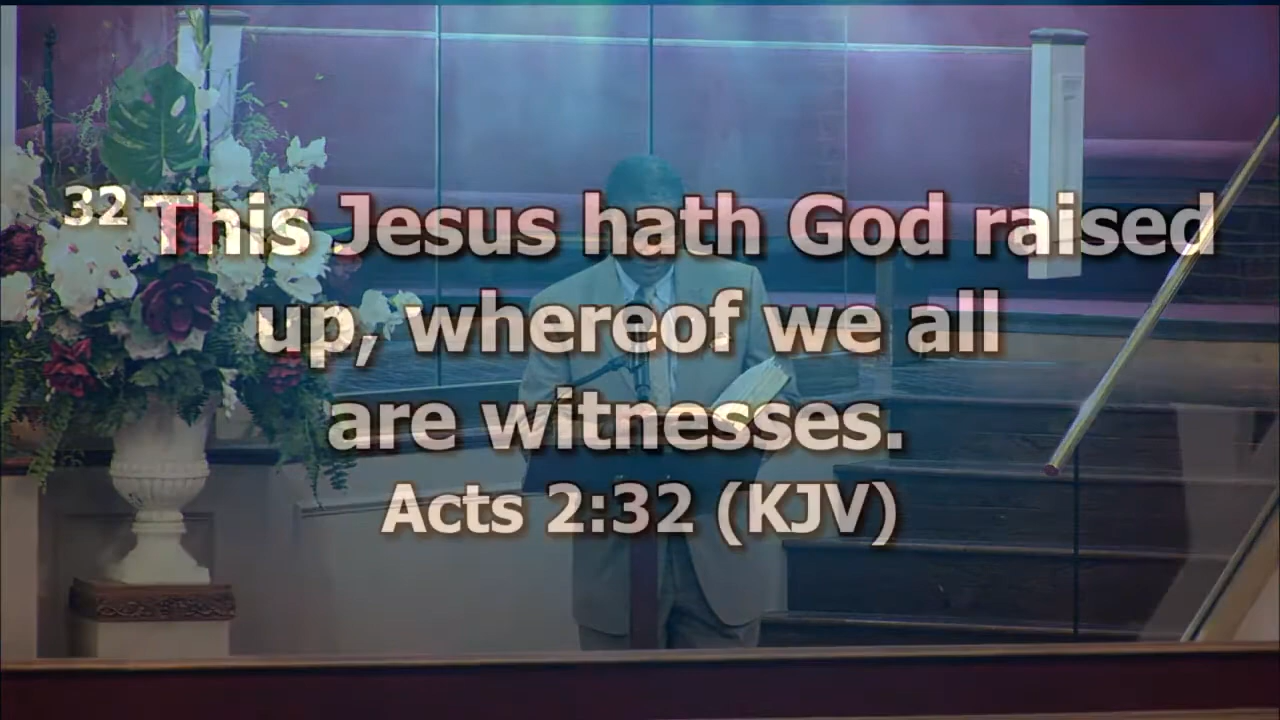 32 This Jesus hath God raised
up, whereof we all
are witnesses.
Acts 2:32 (KJV)